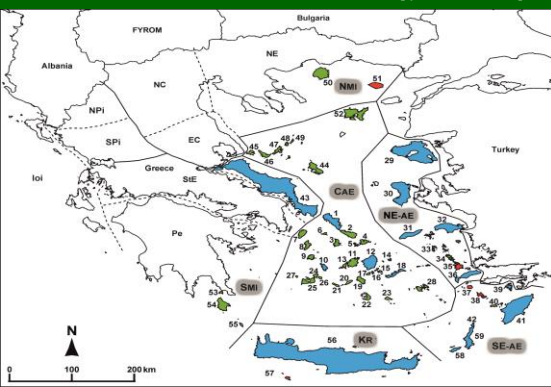 Bulgaria
FYROM
Albania
NE
NC
50
NMI
51
NPi
52
SPi
EC
29
Turkey
45 47 48 49
46
44
Ioi
Greece
StE
CAE
30
NE-AE
43
1
31
32
Pe
6
2
33
8
3
5
4
34
9
10
11
12
14
35
36
13
15
18
27
24
17
16
25
26
20
19
28
37
39
SMI
21
22
23
38
40
41
53
54
42
55
59
N
56
KR
58
SE-AE
57
0 100 200 km